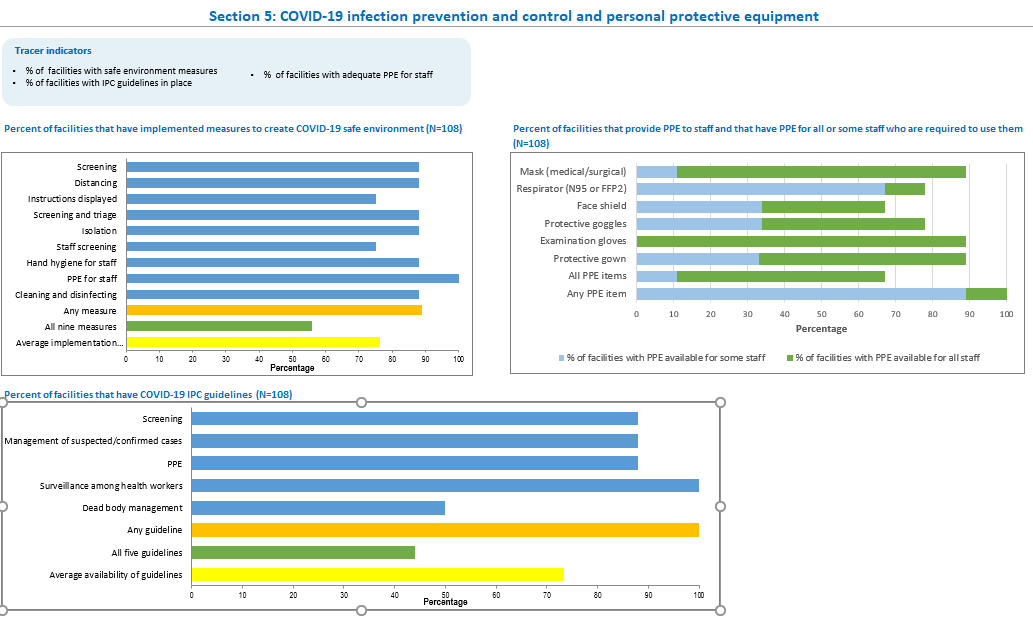 Section 5: COVID-19 infection prevention and control and personal protective equipment
Tracer indicators
• % of facilities with safe environment measures
• % of facilities with IPC guidelines in place
• % of facilities with adequate PPE for staff
Percent of facilities that have implemented measures to create COVID-19 safe environment (N=108)
Screening
Distancing
Instructions displayed
Screening and triage
Isolation
Staff screening
Hand hygiene for staff
PPE for staff
Cleaning and disinfecting
Any measure
All nine measures
Average implementation...
0 10 20 30 40 50 60 70 80 90 100
Percentage
Percent of facilities that provide PPE to staff and that have PPE for all or some staff who are required to use them
(N=108)
Mask (medical/surgical)
Respirator (N95 or FFP2)
Face shield
Protective goggles
Examination gloves
Protective gown
All PPE items
Any PPE item
0 10 20 30 40 50 60 70 80 90 100
Percentage
% of facilities with PPE available for some staff % of facilities with PPE available for all staff
Percent of facilities that have COVID-19 IPC guidelines (N=108)
Screening
Management of suspected/confirmed cases
PPE
Surveillance among health workers
Dead body management
Any guideline
All five guidelines
Average availability of guidelines
0 10 20 30 40 50 60 70 80 90 100
Percentage